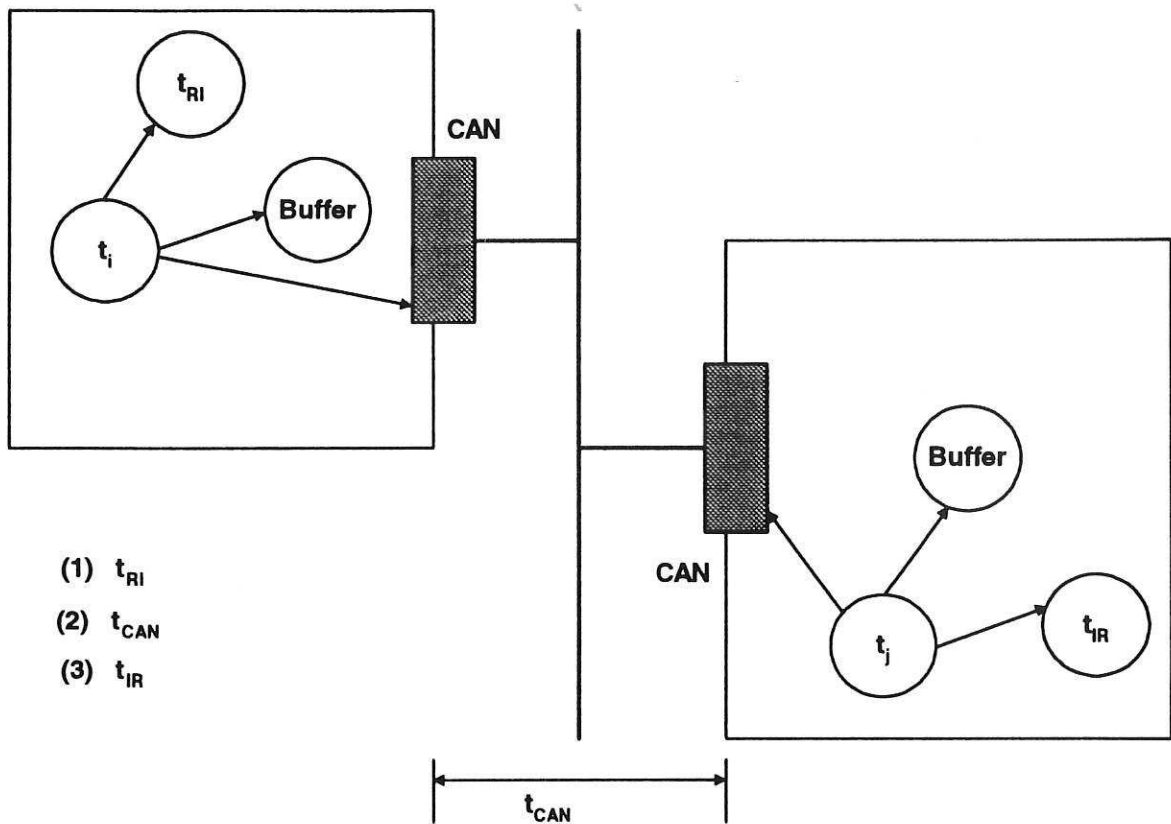 t_RI
CAN
Buffer
t_i
Buffer
CAN
t_j
t_IR
(1) t_RI
(2) t_CAN
(3) t_IR
t_CAN